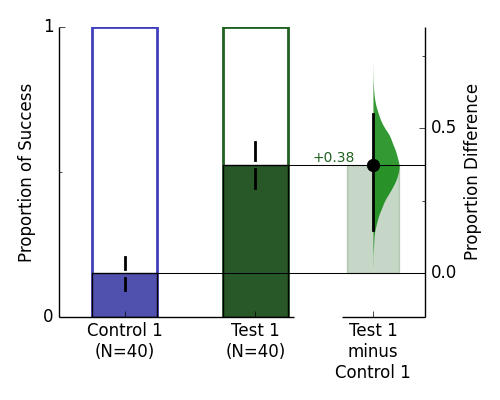 1
0
Proportion of Success
Control 1
(N=40)
Test 1
(N=40)
+0.38
Test 1
minus
Control 1
0.5
0.0
Proportion Difference